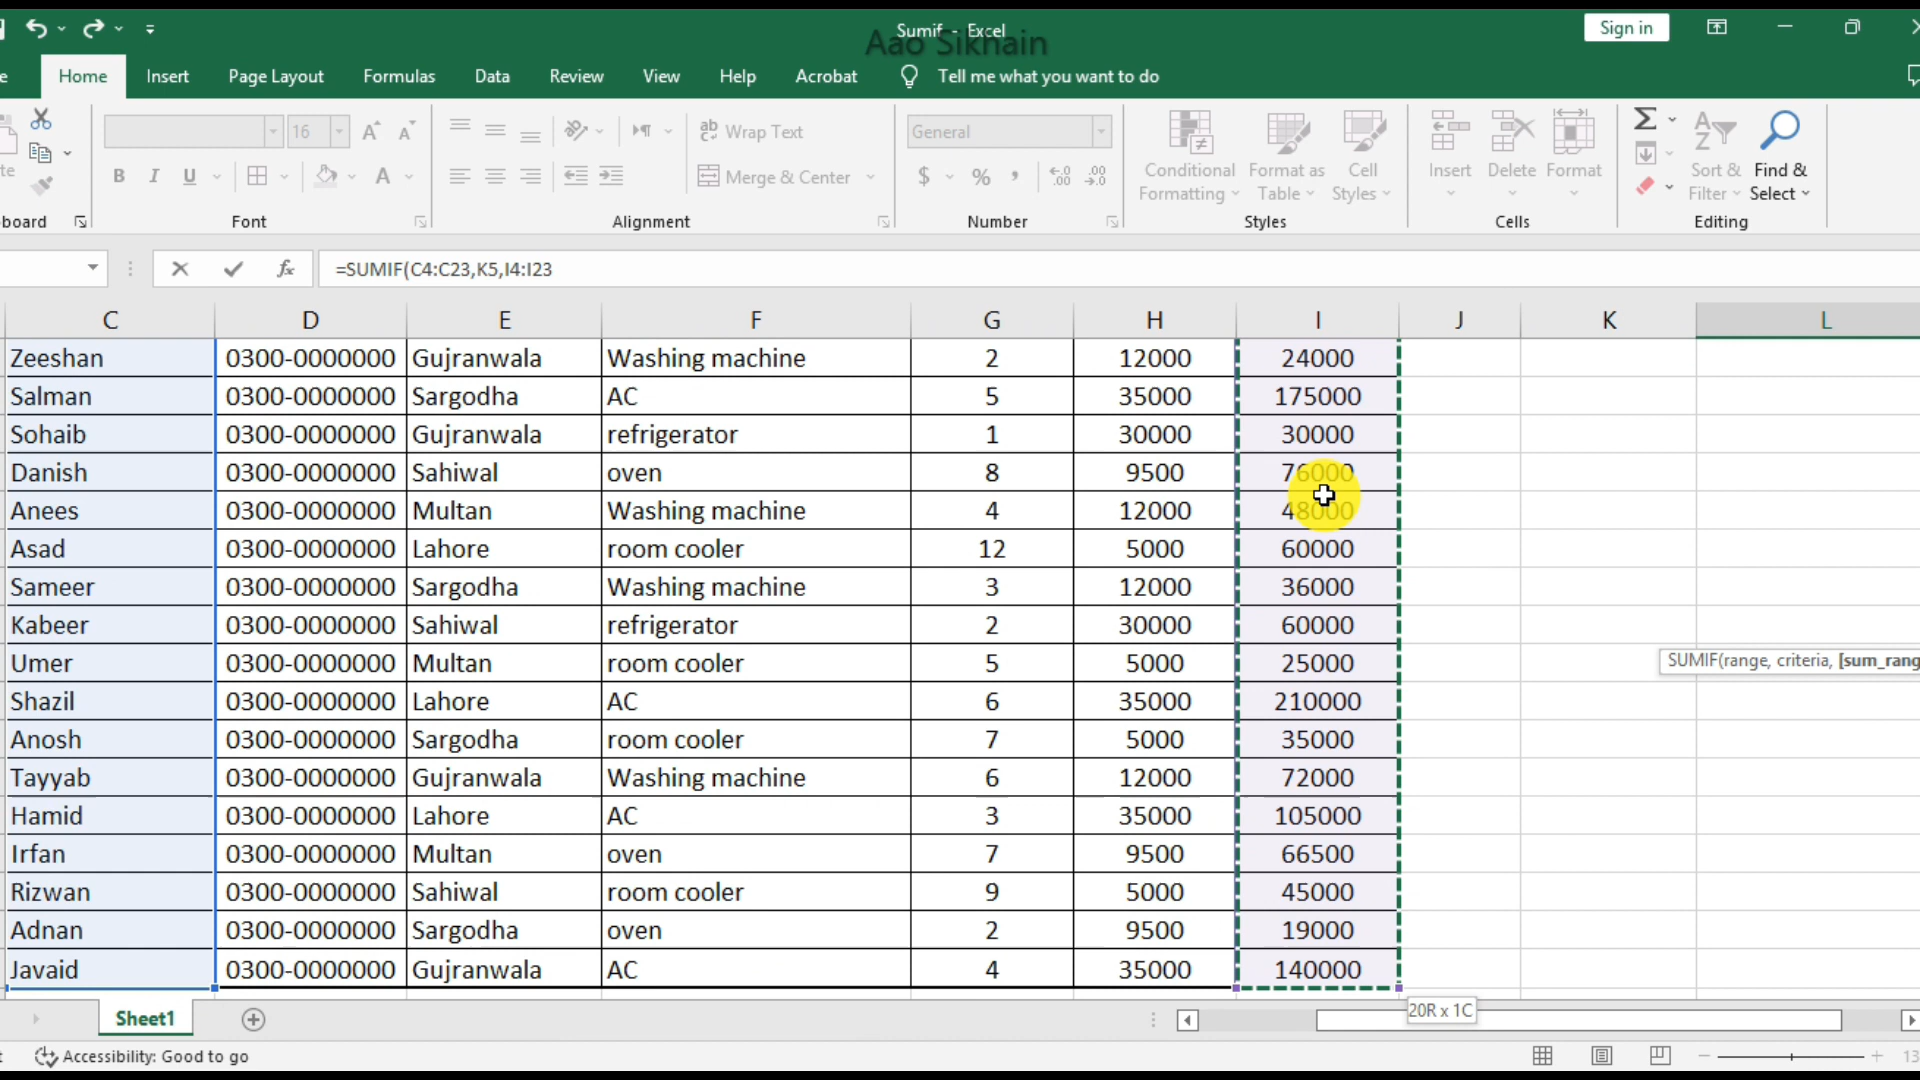 Sumif - Excel
Aao Sikhain
Sign in
Home Insert Page Layout Formulas Data Review View Help Acrobat Tell me what you want to do
16
Wrap Text
General
B I U A
Merge & Center
$ % ,
Conditional Formatting
Format as Table
Cell Styles
Insert Delete Format
Sort & Filter
Find & Select
Font Alignment Number Styles Cells Editing
fx =SUMIF(C4:C23,K5,I4:I23
C D E F G H I J K L
Zeeshan 0300-0000000 Gujranwala Washing machine 2 12000 24000
Salman 0300-0000000 Sargodha AC 5 35000 175000
Sohaib 0300-0000000 Gujranwala refrigerator 1 30000 30000
Danish 0300-0000000 Sahiwal oven 8 9500 76000
Anees 0300-0000000 Multan Washing machine 4 12000 48000
Asad 0300-0000000 Lahore room cooler 12 5000 60000
Sameer 0300-0000000 Sargodha Washing machine 3 12000 36000
Kabeer 0300-0000000 Sahiwal refrigerator 2 30000 60000
Umer 0300-0000000 Multan room cooler 5 5000 25000
SUMIF(range, criteria, [sum_rang
Shazil 0300-0000000 Lahore AC 6 35000 210000
Anosh 0300-0000000 Sargodha room cooler 7 5000 35000
Tayyab 0300-0000000 Gujranwala Washing machine 6 12000 72000
Hamid 0300-0000000 Lahore AC 3 35000 105000
Irfan 0300-0000000 Multan oven 7 9500 66500
Rizwan 0300-0000000 Sahiwal room cooler 9 5000 45000
Adnan 0300-0000000 Sargodha oven 2 9500 19000
Javaid 0300-0000000 Gujranwala AC 4 35000 140000
20R x 1C
Sheet1
Accessibility: Good to go